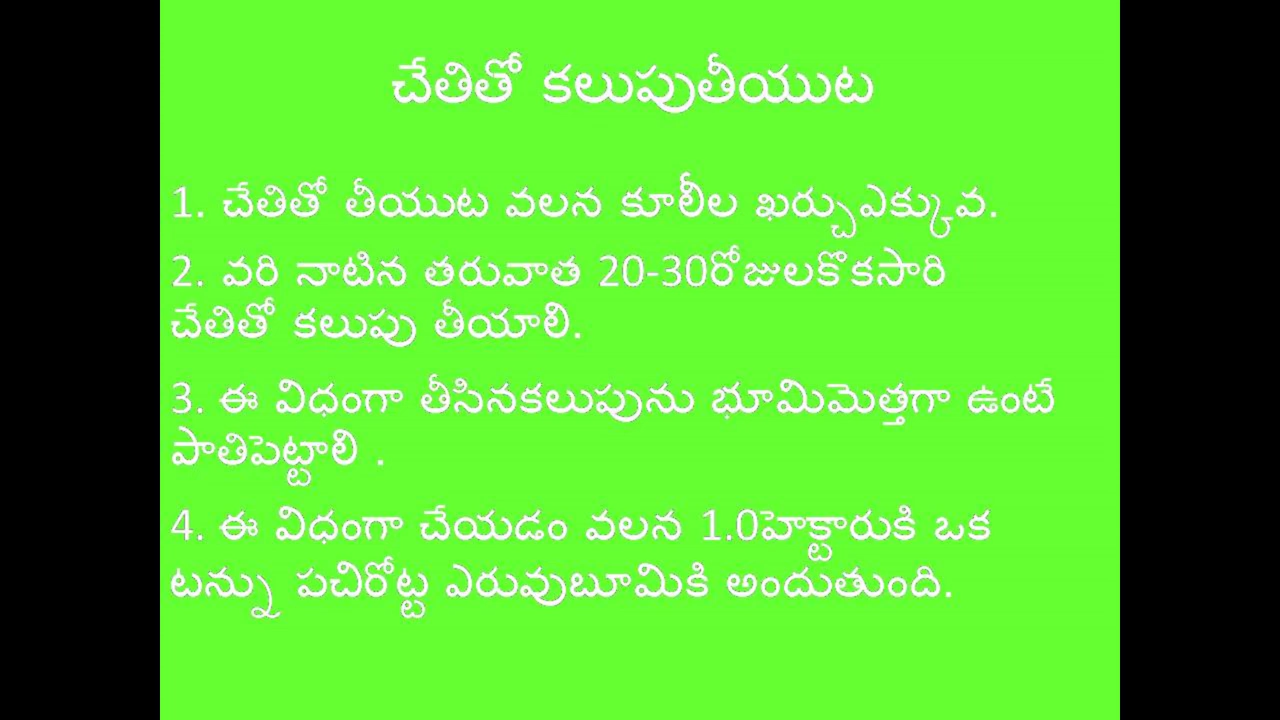 చేతితో కలుపుతీయుట
1. చేతితో తీయుట వలన కూలీల ఖర్చుఎక్కువ.
2. వరి నాటిన తరువాత 20-30రోజులకొకసారి
చేతితో కలుపు తీయాలి.
3. ఈ విధంగా తీసినకలుపును భూమిమెత్తగా ఉంటే
పాతిపెట్టాలి .
4. ఈ విధంగా చేయడం వలన 1.0హెక్టారుకి ఒక
టన్ను పచిరోట్ట ఎరువుబూమికి అందుతుంది.